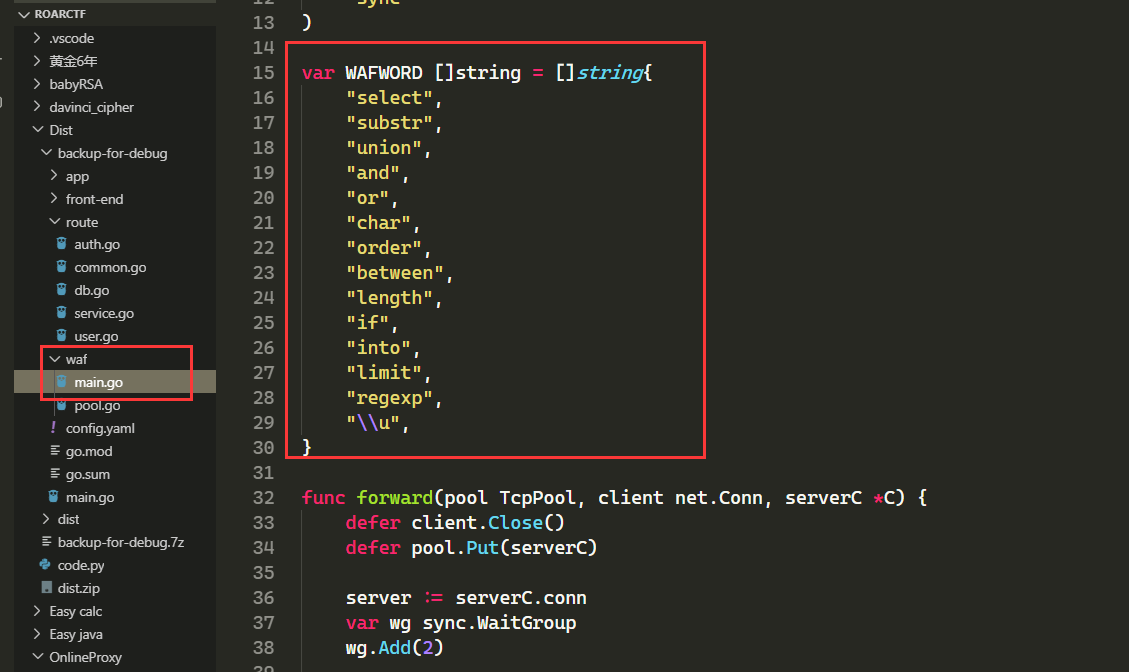 ROARCTF
.vscode
黄金6年
babyRSA
davinci_cipher
Dist
backup-for-debug
app
front-end
route
auth.go
common.go
db.go
service.go
user.go
waf
main.go
pool.go
config.yaml
go.mod
go.sum
main.go
dist
backup-for-debug.7z
code.py
dist.zip
Easy calc
Easy java
OnlineProxy
12 "sync"
13 )
14
15 var WAFWORD []string = []string{
16 "select",
17 "substr",
18 "union",
19 "and",
20 "or",
21 "char",
22 "order",
23 "between",
24 "length",
25 "if",
26 "into",
27 "limit",
28 "regexp",
29 "\\u",
30 }
31
32 func forward(pool TcpPool, client net.Conn, serverC *C) {
33 defer client.Close()
34 defer pool.Put(serverC)
35
36 server := serverC.conn
37 var wg sync.WaitGroup
38 wg.Add(2)
39